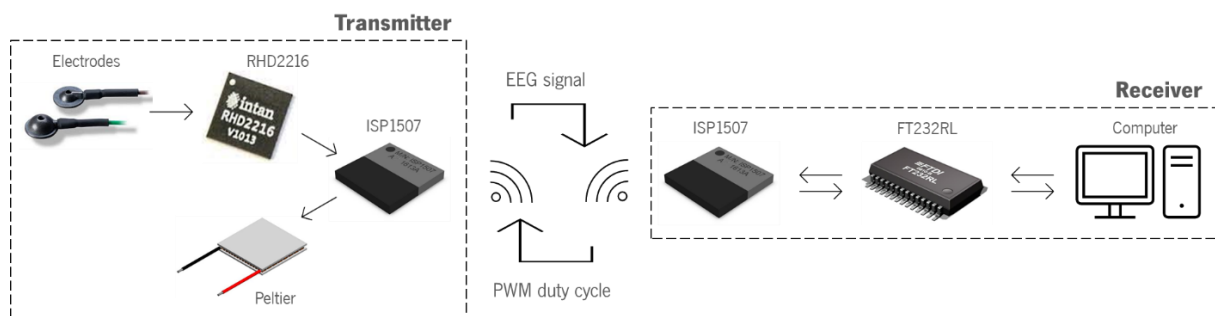 Transmitter
Electrodes
RHD2216
intan
RHD2216
V1013
ISP1507
Peltier
EEG signal
PWM duty cycle
Receiver
ISP1507
FT232RL
FTDI
FT232RL
Computer